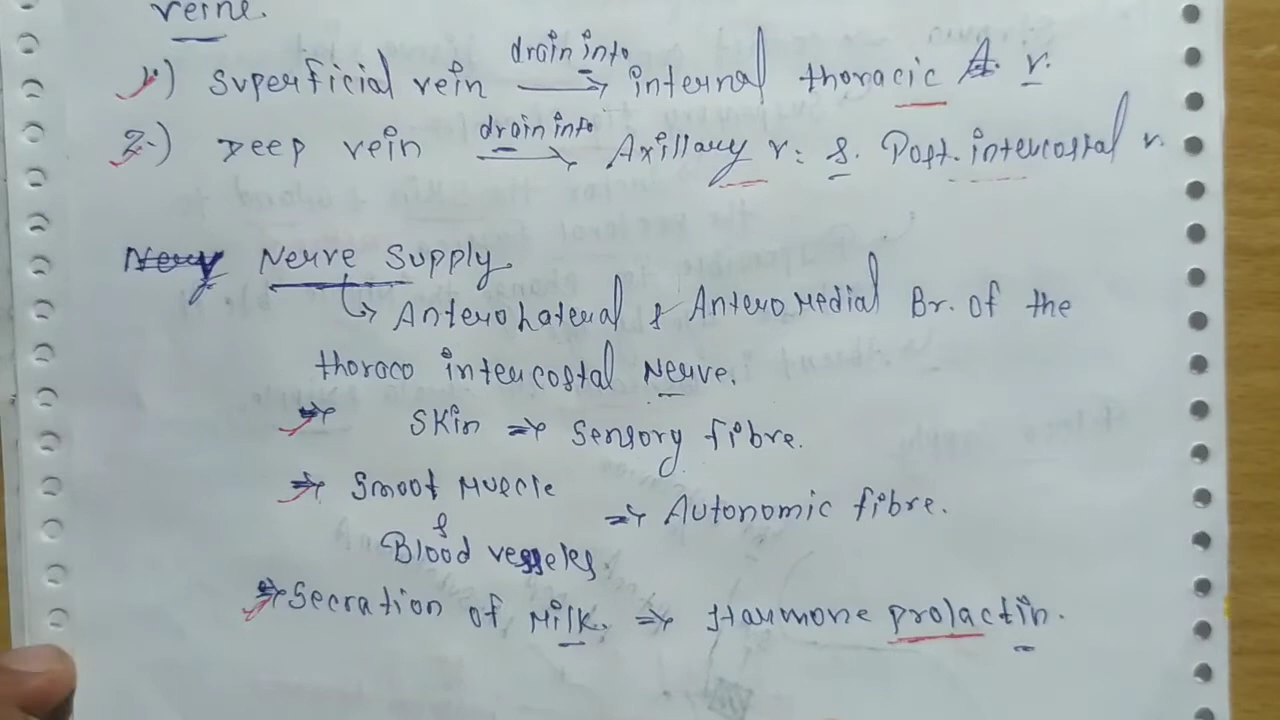 veine.
1.) Superficial vein drain into → internal thoracic v.
2.) Deep vein drain into → Axillary v. & Post. intercostal v.
Nerve Supply
↳ Anterolateral & Anteromedial Br. of the
thoraco intercostal Nerve.
⇒ Skin ⇒ Sensory fibre.
⇒ Smoot Muscle
& ⇒ Autonomic fibre.
Blood vesseles.
⇒ Secration of Milk. ⇒ Harmone prolactin.